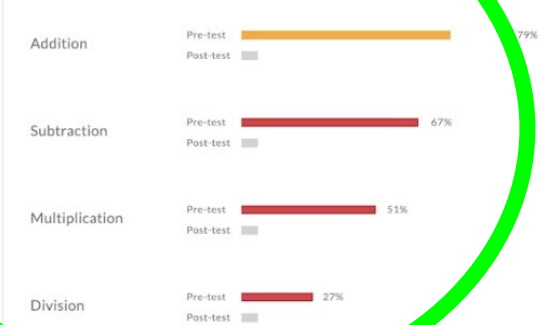 Addition
Pre-test 79%
Post-test
Subtraction
Pre-test 67%
Post-test
Multiplication
Pre-test 51%
Post-test
Division
Pre-test 27%
Post-test